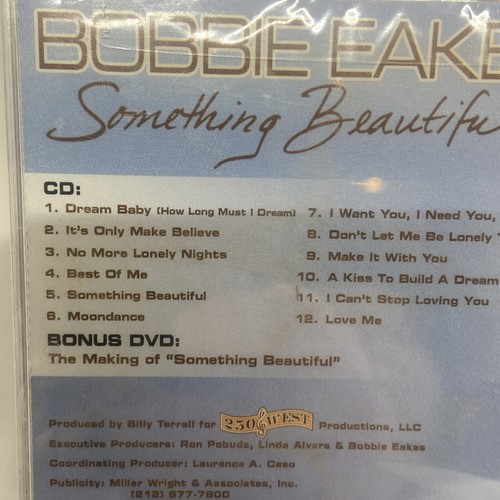 BOBBIE EAKE
Something Beautifu
CD:
1. Dream Baby (How Long Must I Dream)
2. It's Only Make Believe
3. No More Lonely Nights
4. Best Of Me
5. Something Beautiful
6. Moondance
7. I Want You, I Need You,
8. Don't Let Me Be Lonely T
9. Make It With You
10. A Kiss To Build A Dream
11. I Can't Stop Loving You
12. Love Me
BONUS DVD:
The Making of "Something Beautiful"
Produced by Billy Terrell for 250 WEST Productions, LLC
Executive Producers: Ron Pobuda, Linda Alvers & Bobbie Eakes
Coordinating Producer: Laurence A. Caso
Publicity: Miller Wright & Associates, Inc.
(212) 977-7800